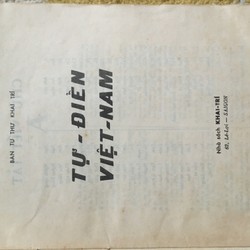 BAN TU THƯ KHAI TRÍ
TỰ-ĐIỂN
VIỆT-NAM
Nhà sách KHAI-TRÍ
62, Lê-Lợi — SAIGON